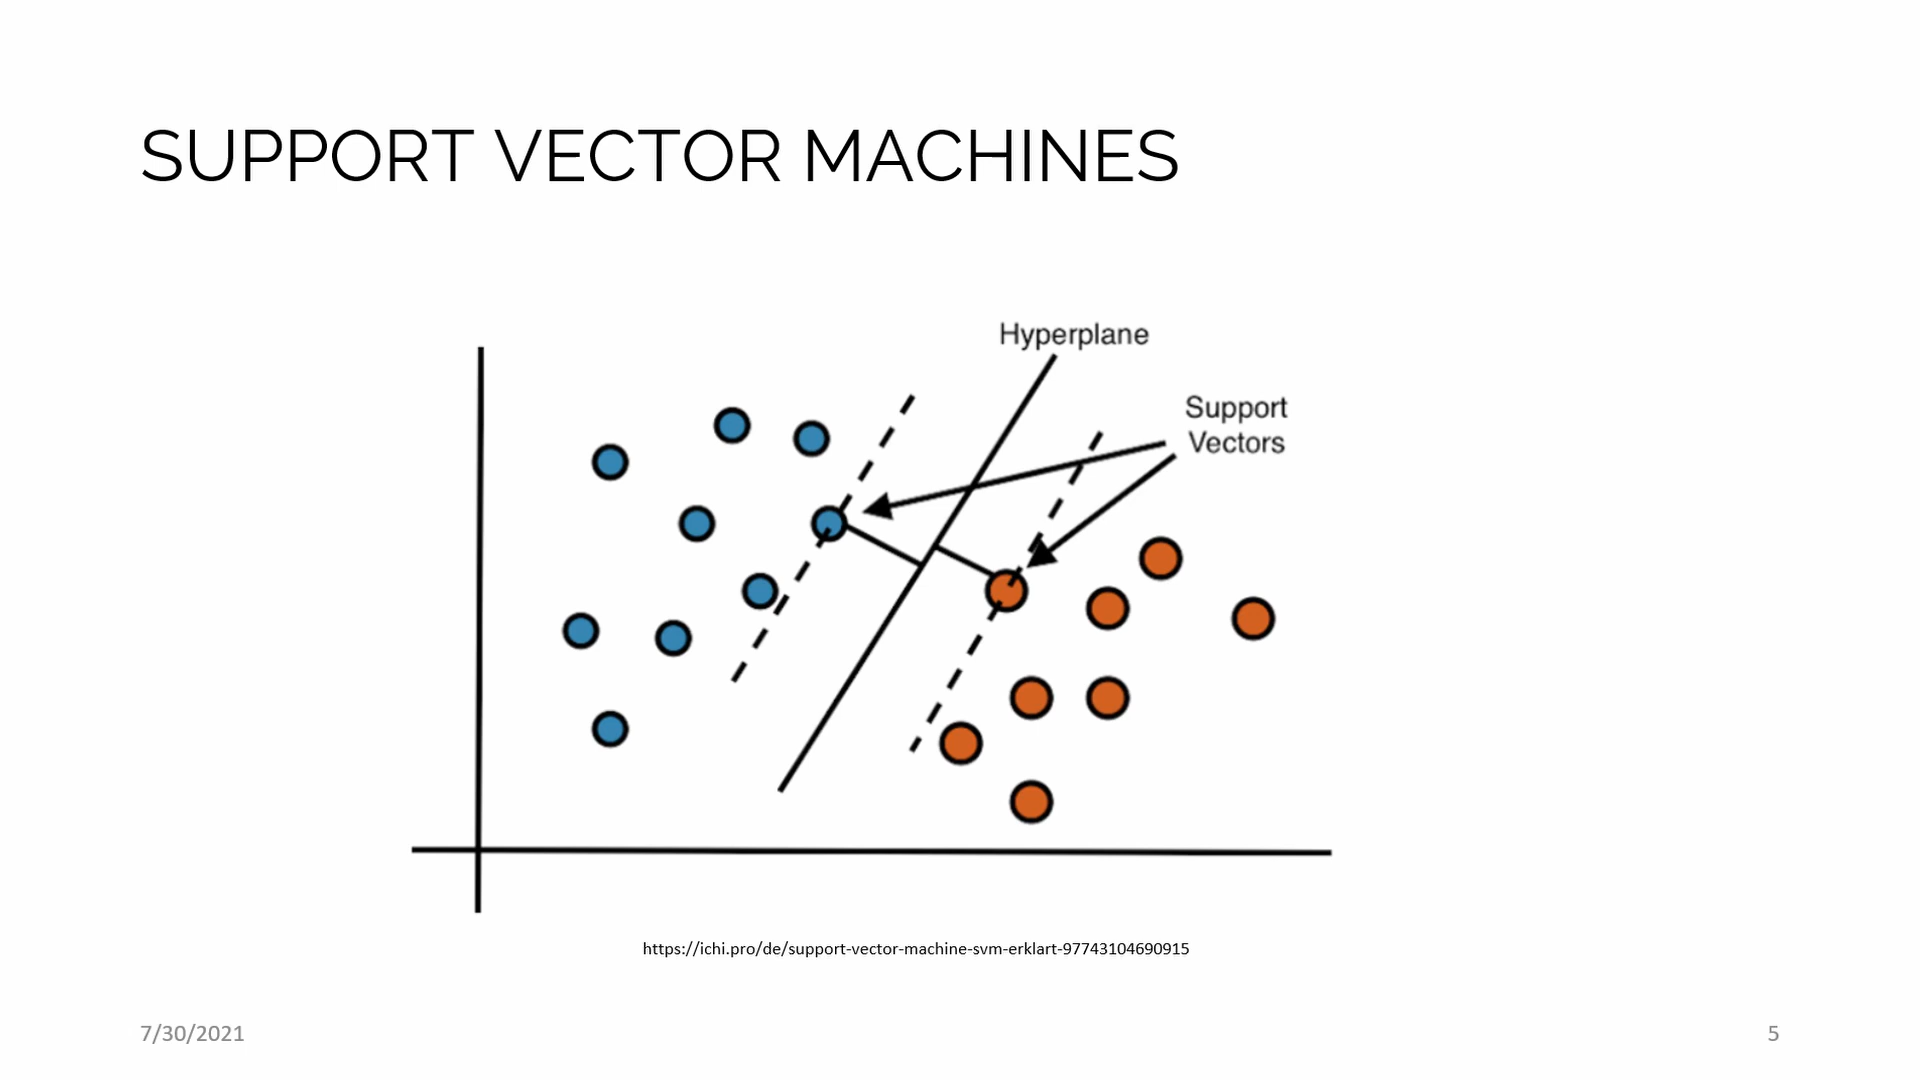 SUPPORT VECTOR MACHINES
Hyperplane
Support
Vectors
https://ichi.pro/de/support-vector-machine-svm-erklart-97743104690915
7/30/2021
5